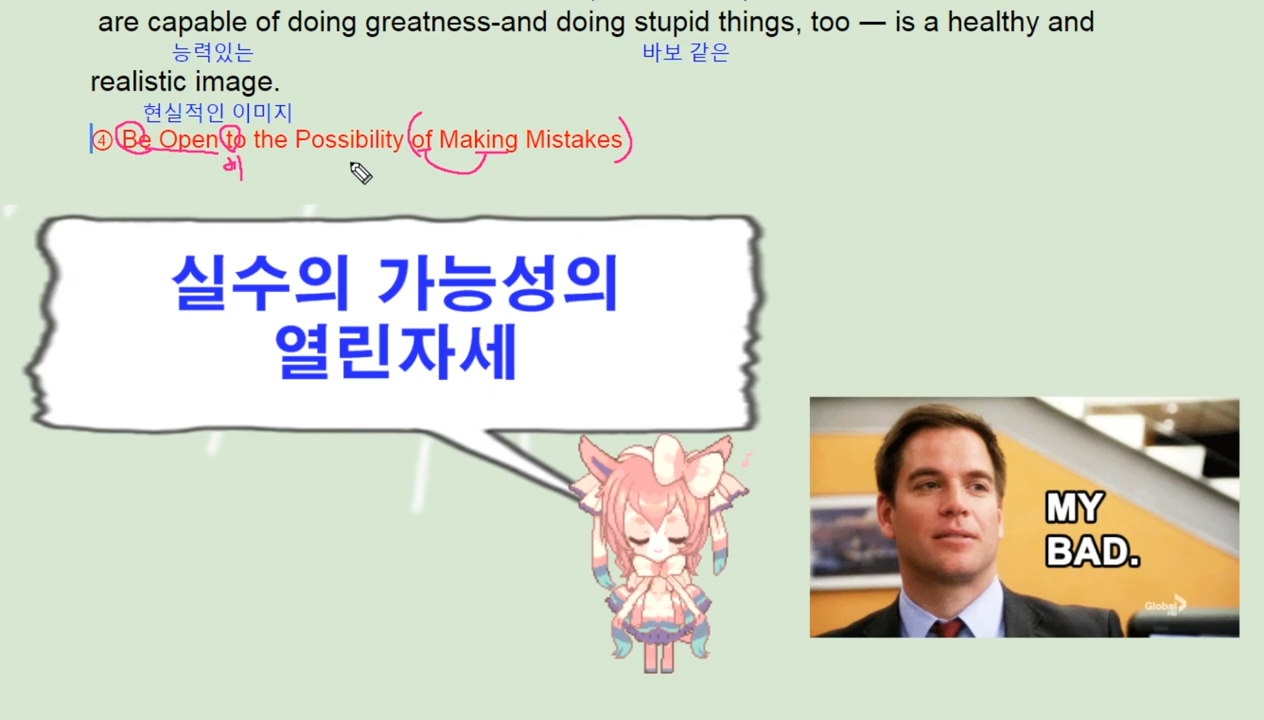 are capable of doing greatness-and doing stupid things, too — is a healthy and
능력있는 바보 같은
realistic image.
현실적인 이미지
④ Be Open to the Possibility of Making Mistakes
에
실수의 가능성의
열린자세
MY
BAD.
Global
HD